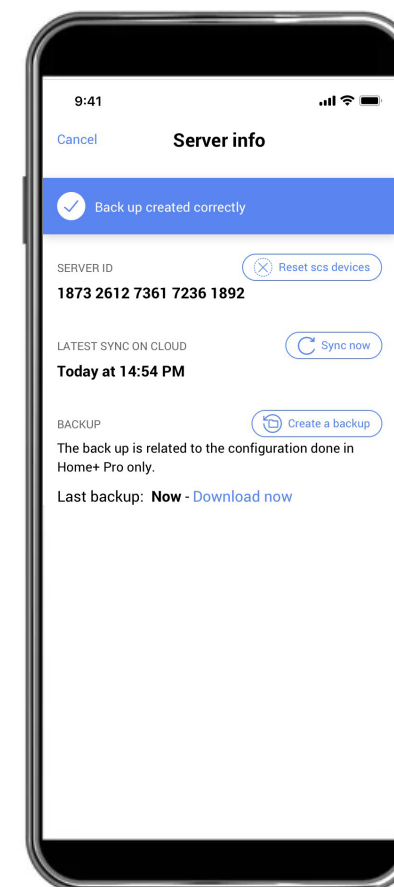 9:41
Cancel
Server info
Back up created correctly
SERVER ID
Reset scs devices
1873 2612 7361 7236 1892
LATEST SYNC ON CLOUD
Sync now
Today at 14:54 PM
BACKUP
Create a backup
The back up is related to the configuration done in
Home+ Pro only.
Last backup: Now - Download now